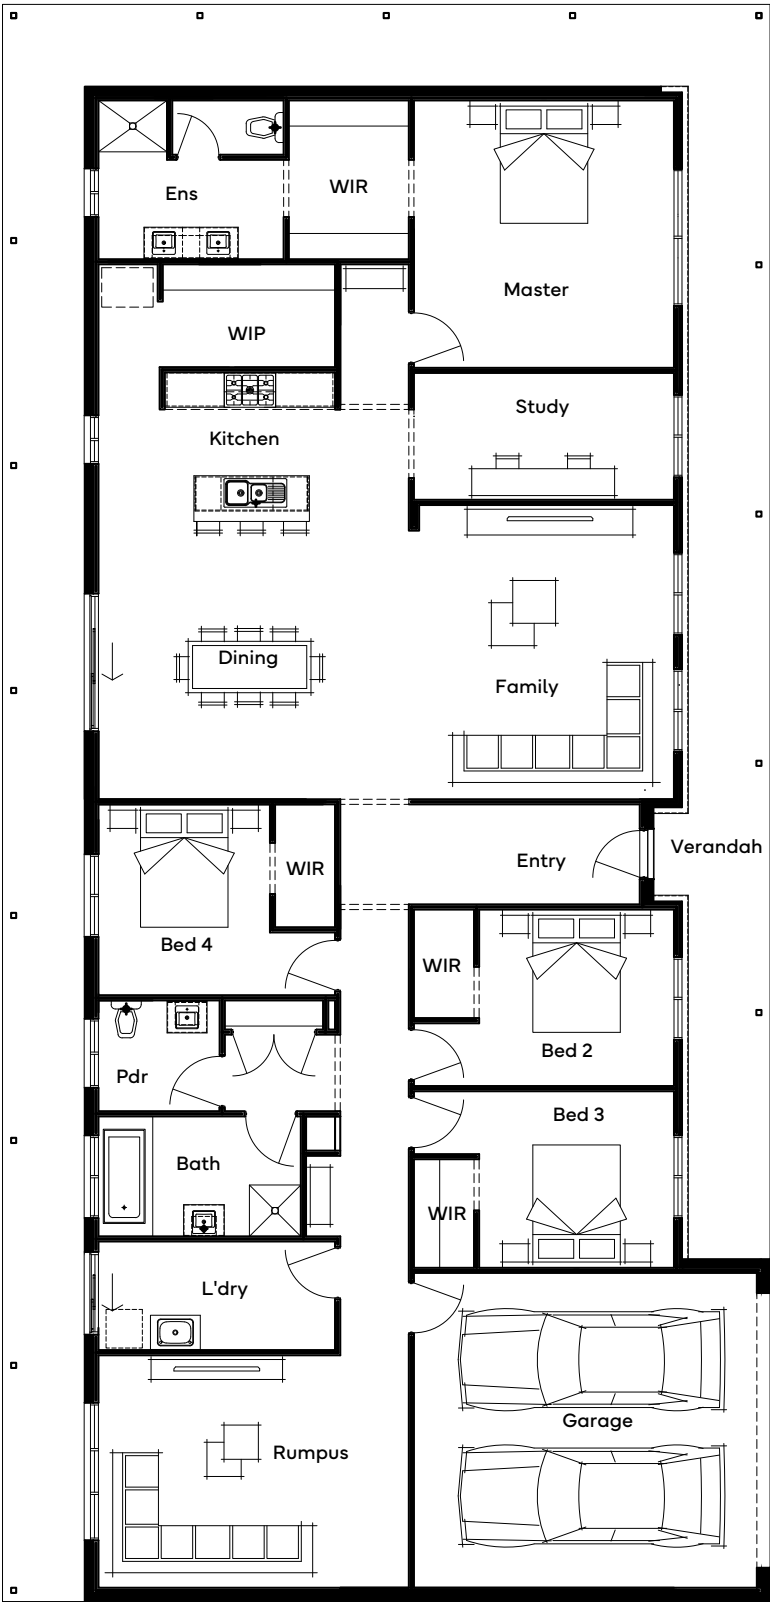 Ens
WIR
Master
WIP
Study
Kitchen
Dining
Family
Entry
Verandah
WIR
Bed 4
WIR
Bed 2
Pdr
Bed 3
Bath
WIR
L'dry
Garage
Rumpus